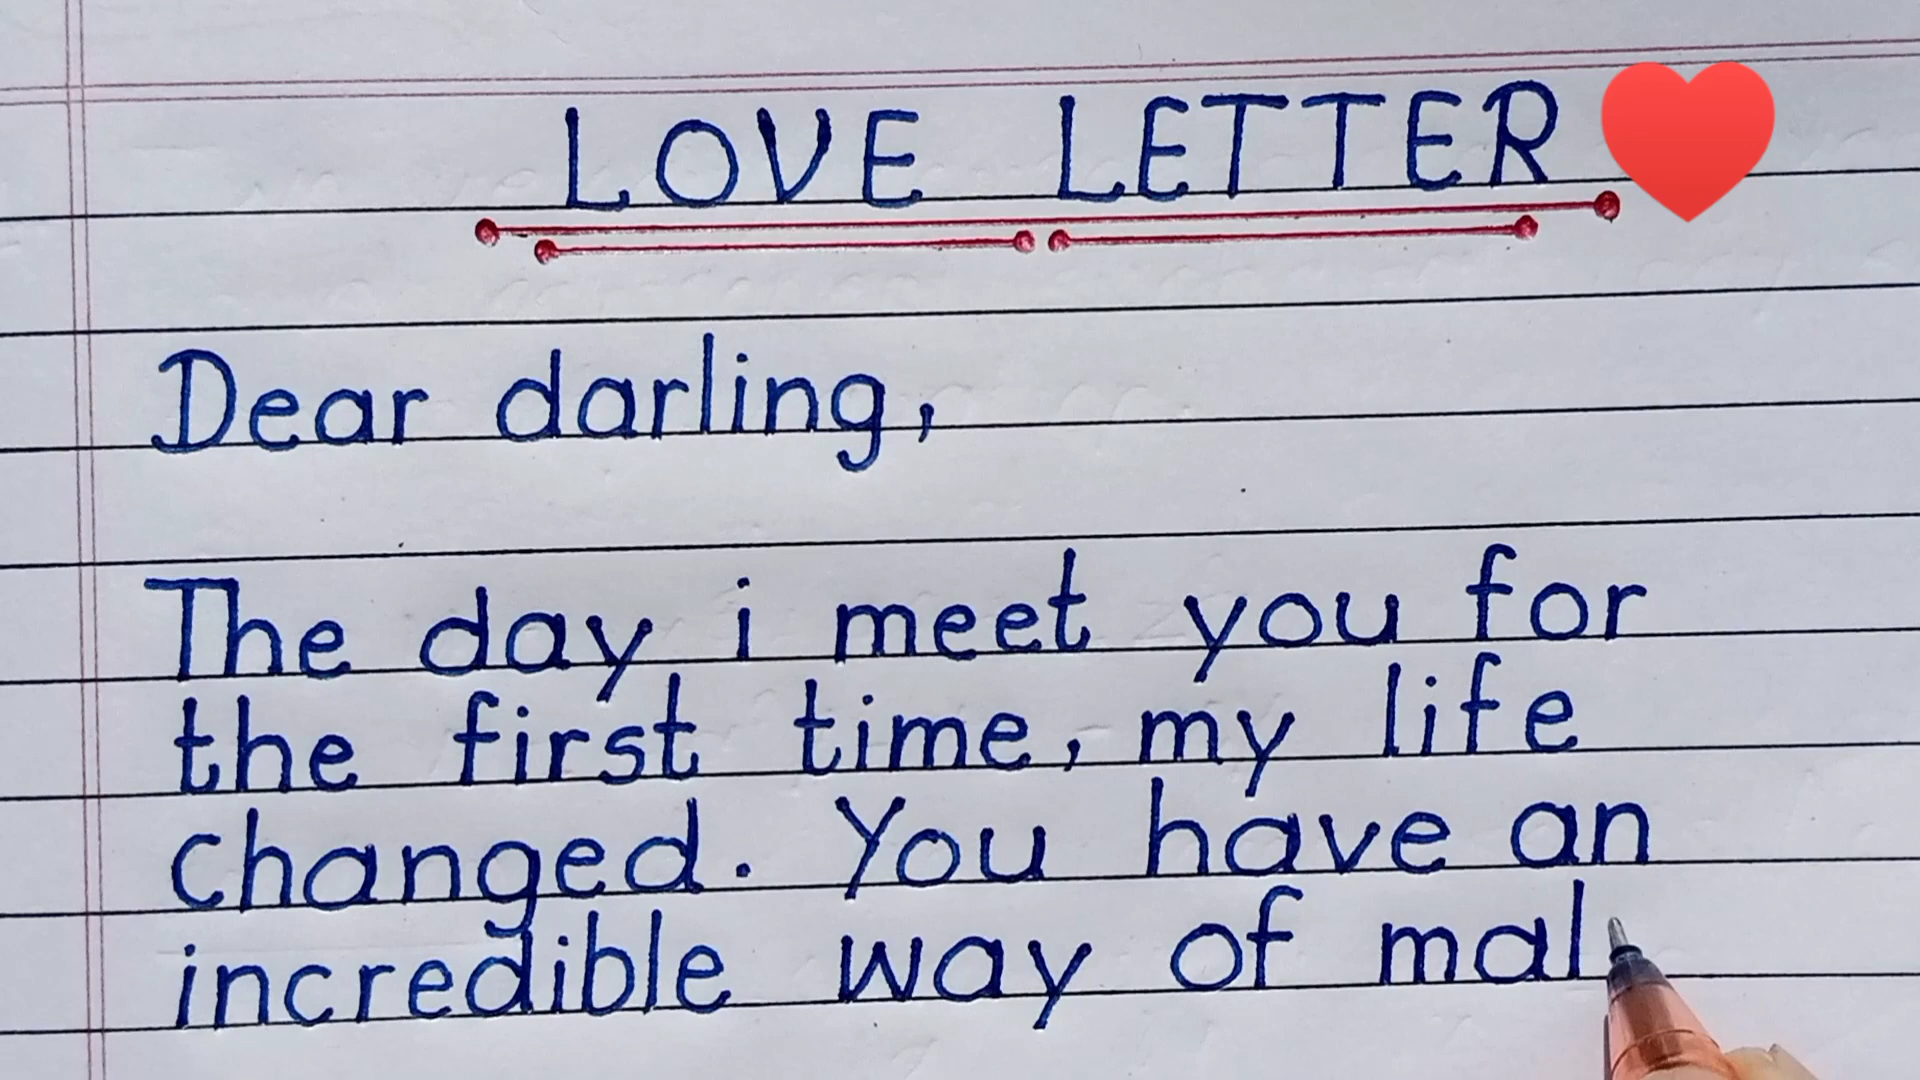 LOVE LETTER
Dear darling,
The day i meet you for
the first time, my life
changed. You have an
incredible way of mal